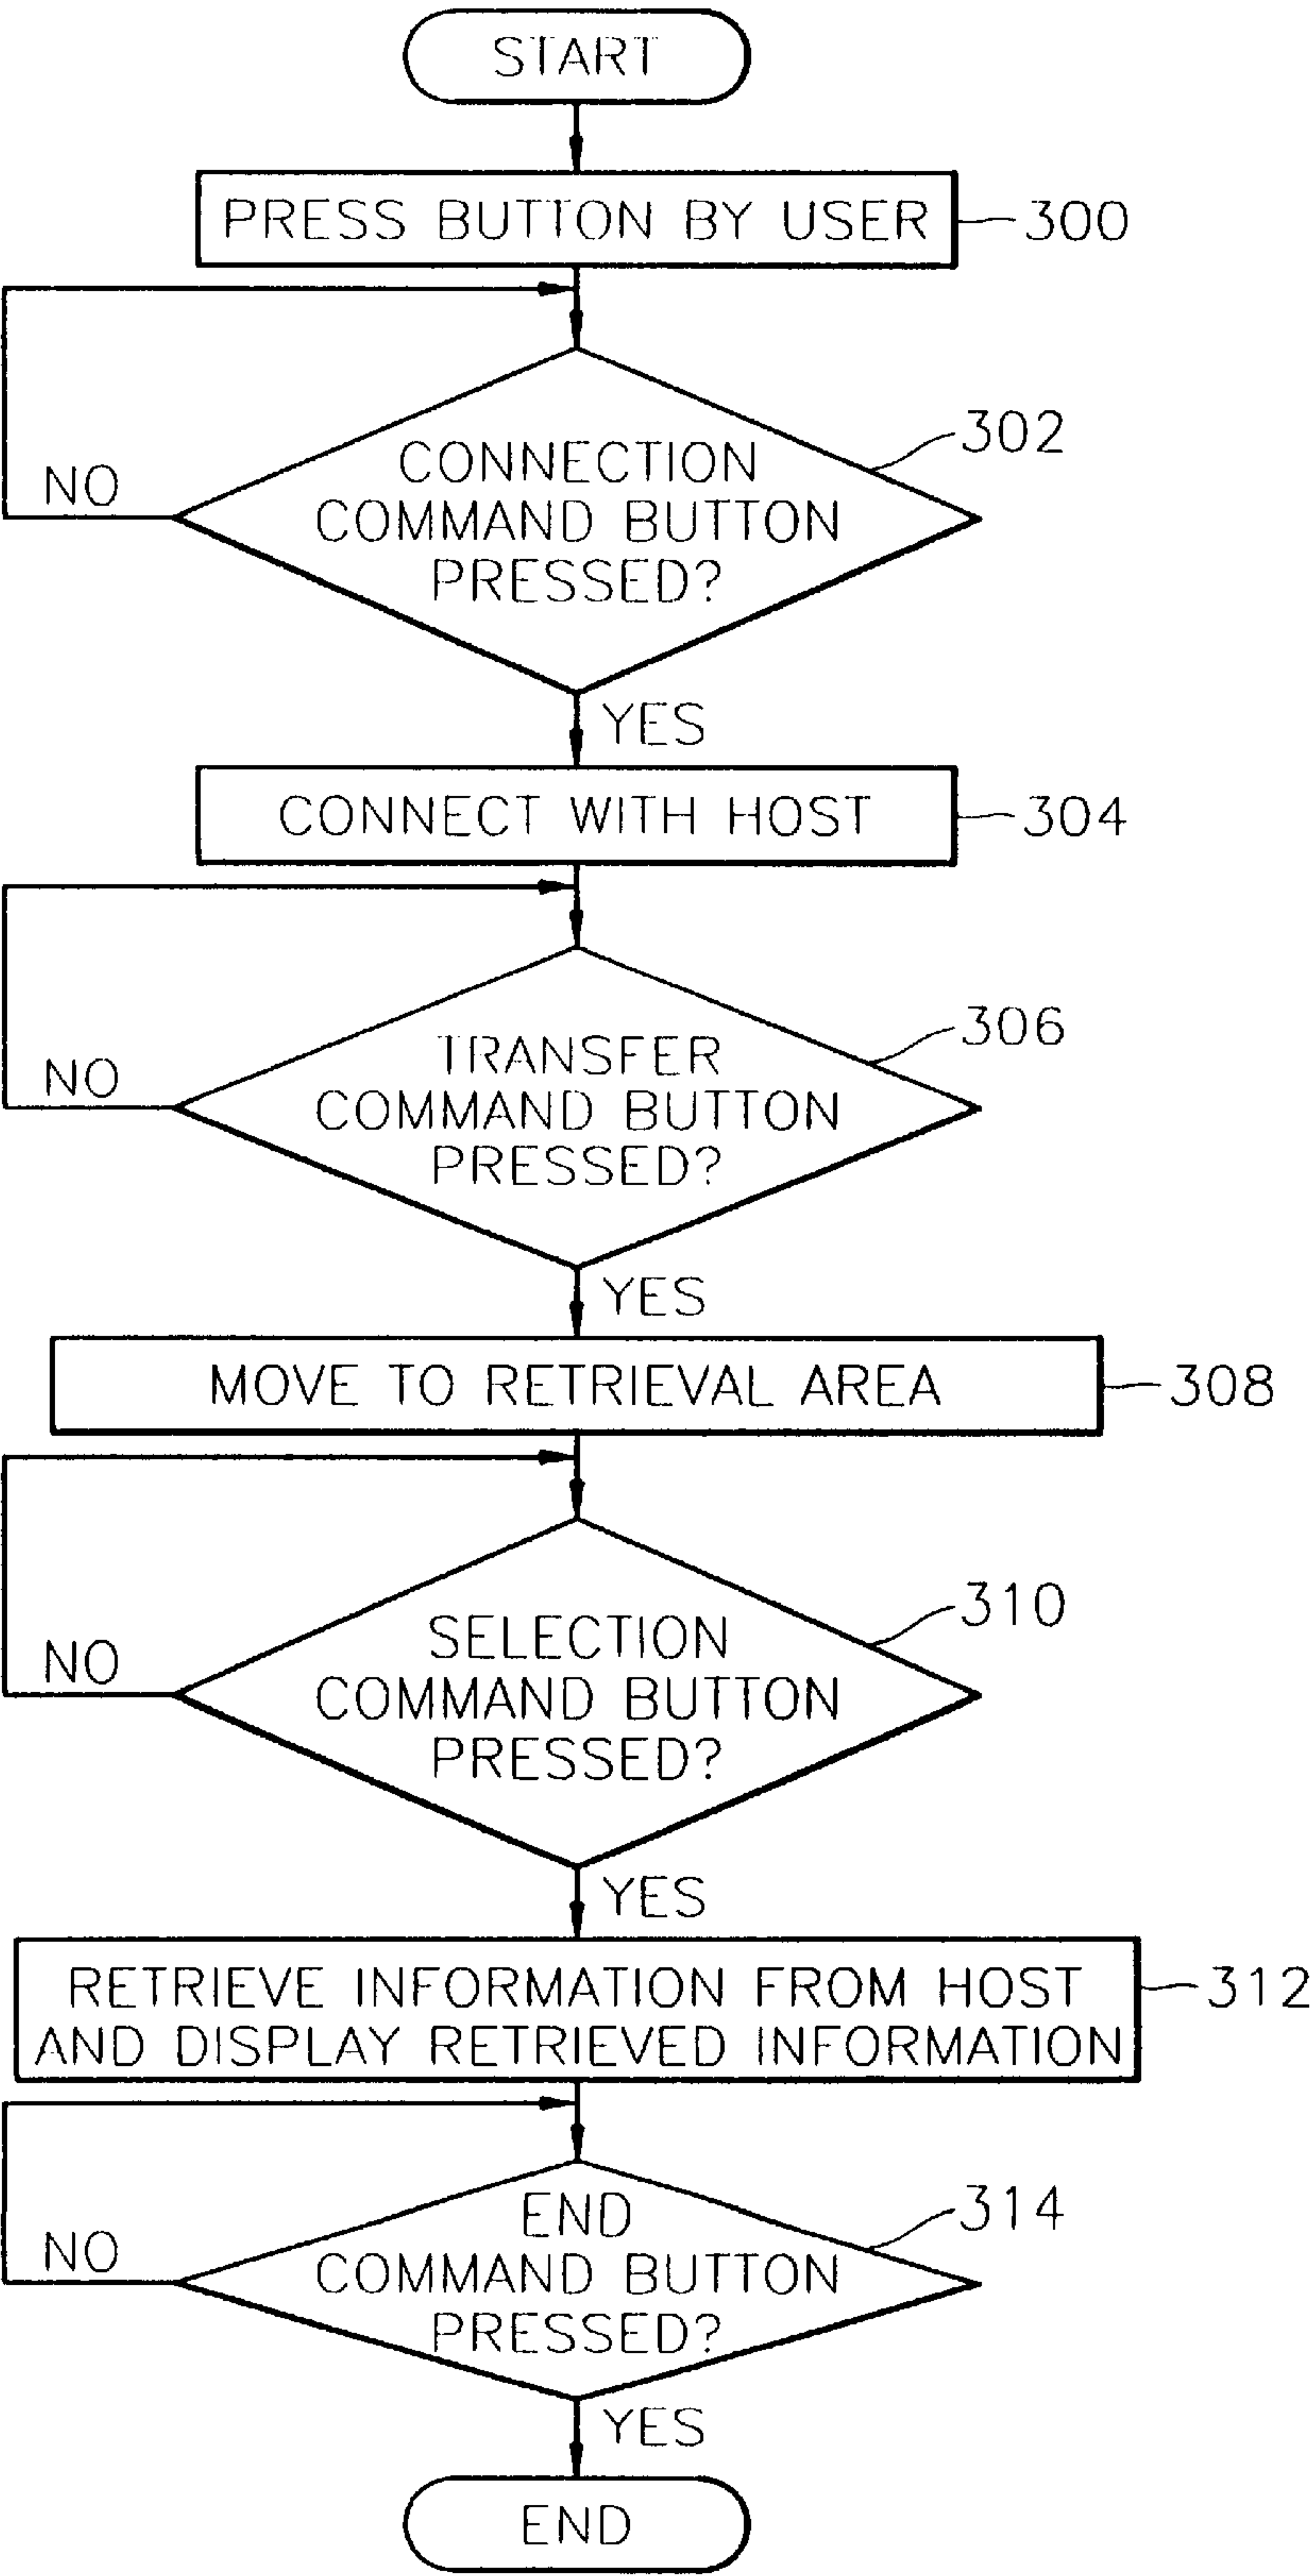 START
PRESS BUTTON BY USER
300
302
CONNECTION
COMMAND BUTTON
PRESSED?
NO
YES
CONNECT WITH HOST
304
306
TRANSFER
COMMAND BUTTON
PRESSED?
NO
YES
MOVE TO RETRIEVAL AREA
308
310
SELECTION
COMMAND BUTTON
PRESSED?
NO
YES
RETRIEVE INFORMATION FROM HOST
AND DISPLAY RETRIEVED INFORMATION
312
314
END
COMMAND BUTTON
PRESSED?
NO
YES
END